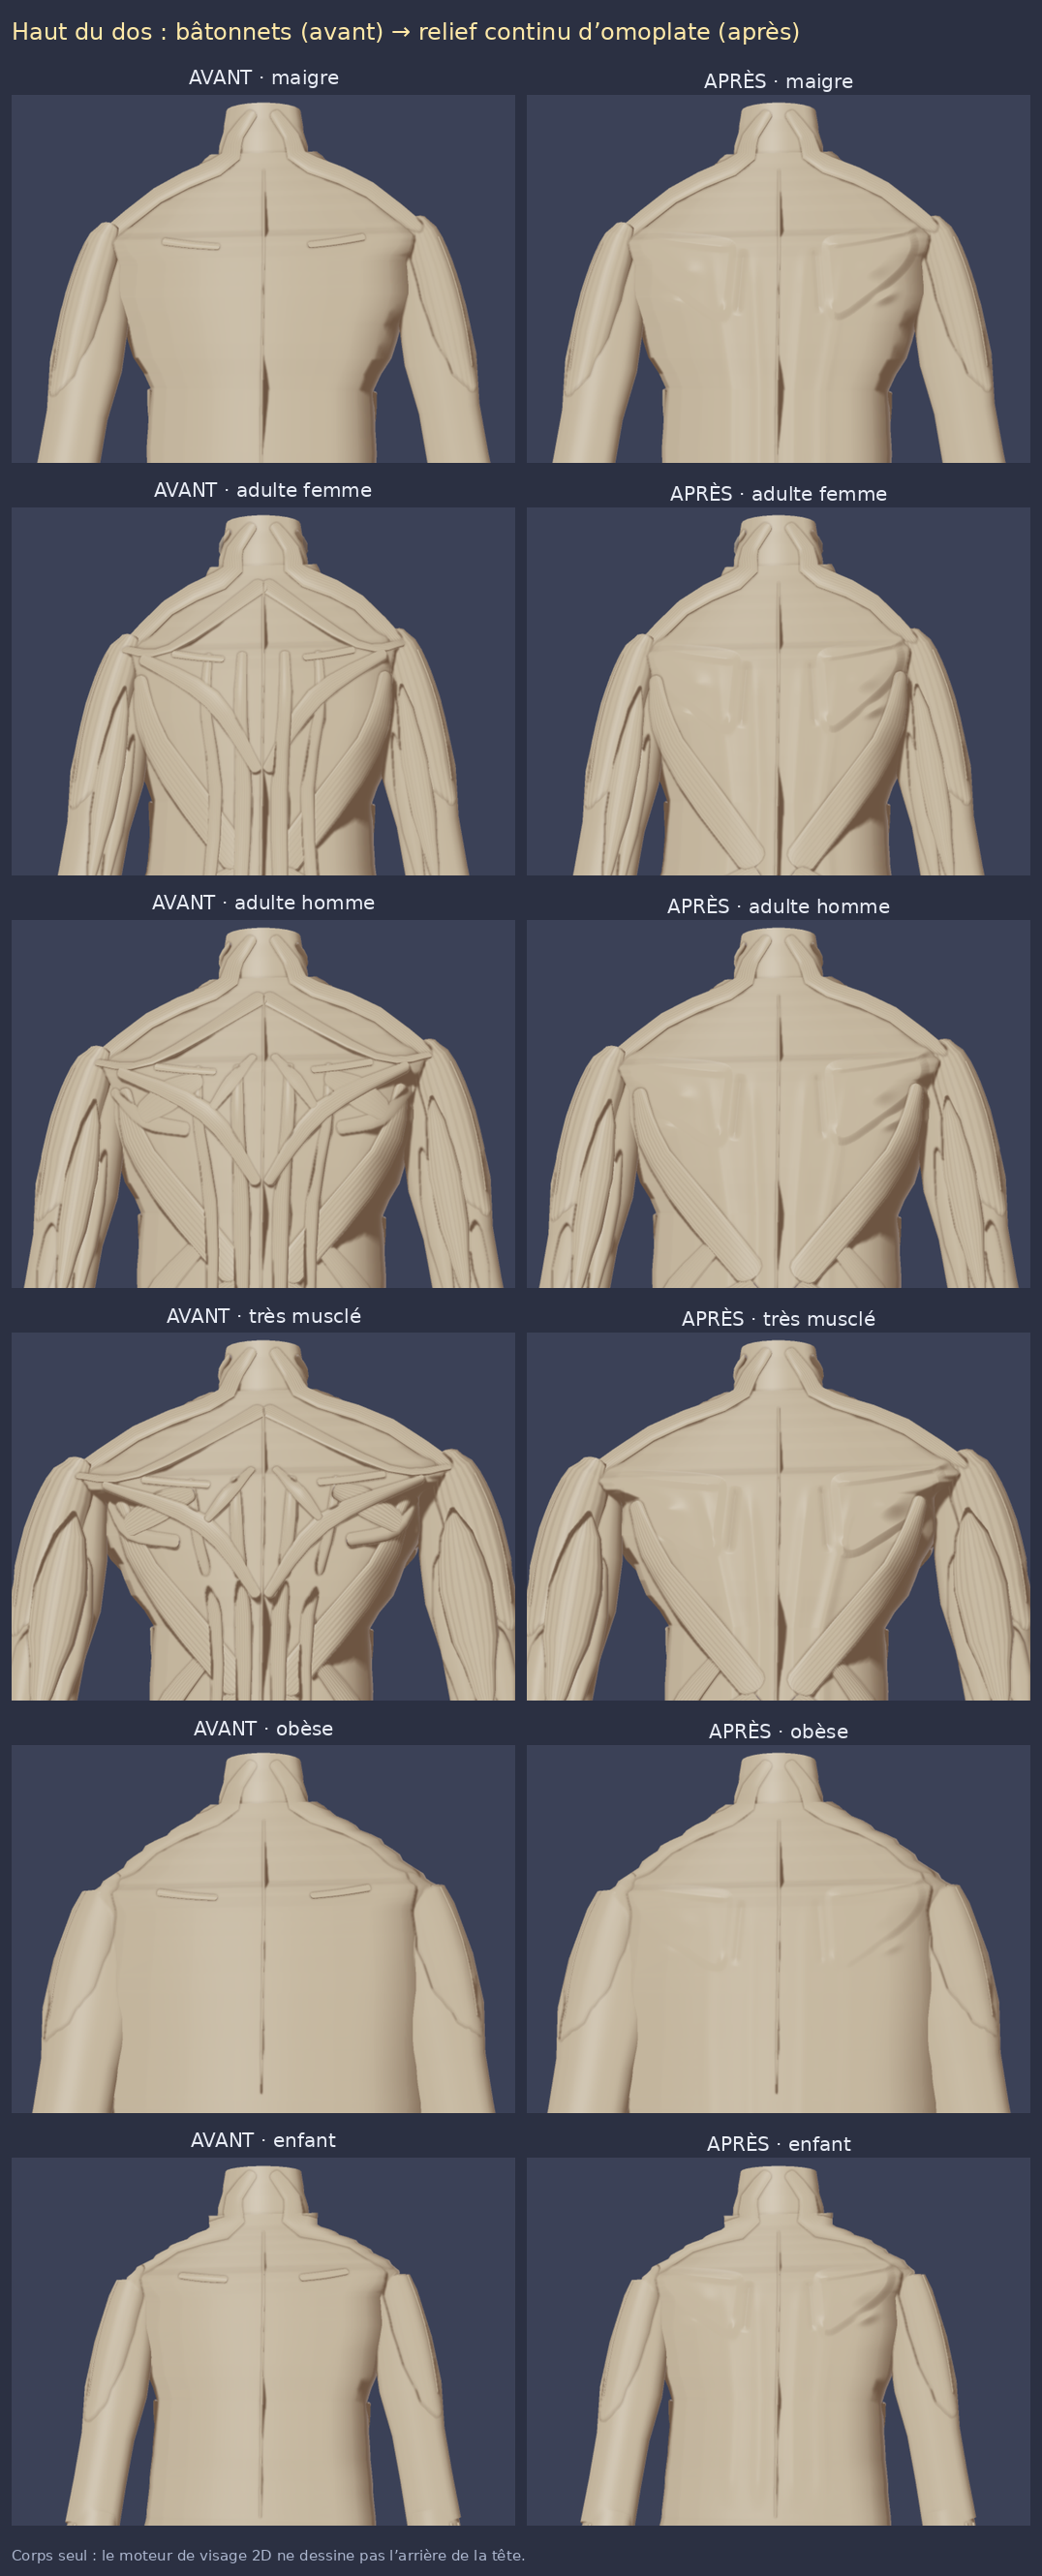 Haut du dos : bâtonnets (avant) → relief continu d’omoplate (après)
AVANT · maigre
APRÈS · maigre
AVANT · adulte femme
APRÈS · adulte femme
AVANT · adulte homme
APRÈS · adulte homme
AVANT · très musclé
APRÈS · très musclé
AVANT · obèse
APRÈS · obèse
AVANT · enfant
APRÈS · enfant
Corps seul : le moteur de visage 2D ne dessine pas l’arrière de la tête.